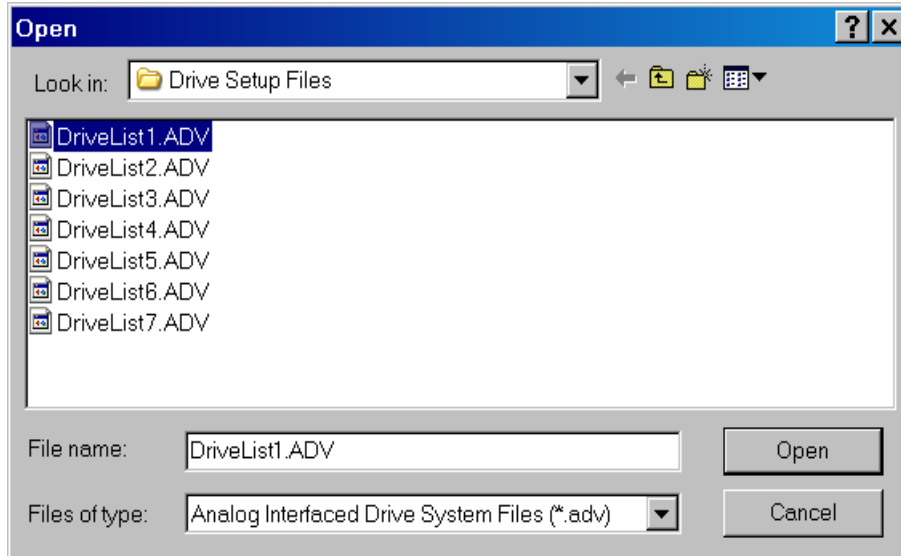 Open
Look in: Drive Setup Files
DriveList1.ADV
DriveList2.ADV
DriveList3.ADV
DriveList4.ADV
DriveList5.ADV
DriveList6.ADV
DriveList7.ADV
File name: DriveList1.ADV Open
Files of type: Analog Interfaced Drive System Files (*.adv) Cancel